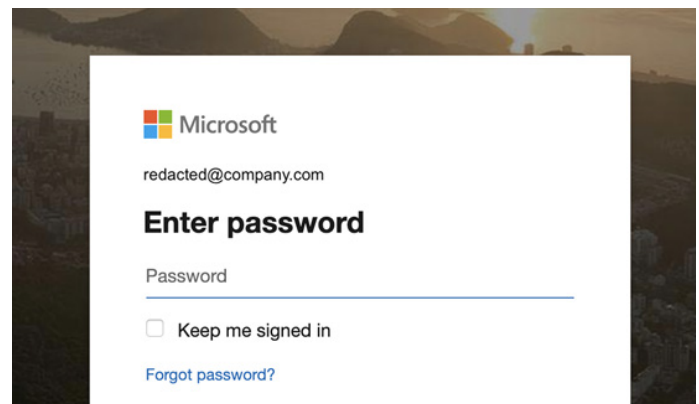 Microsoft
redacted@company.com
Enter password
Password
Keep me signed in
Forgot password?